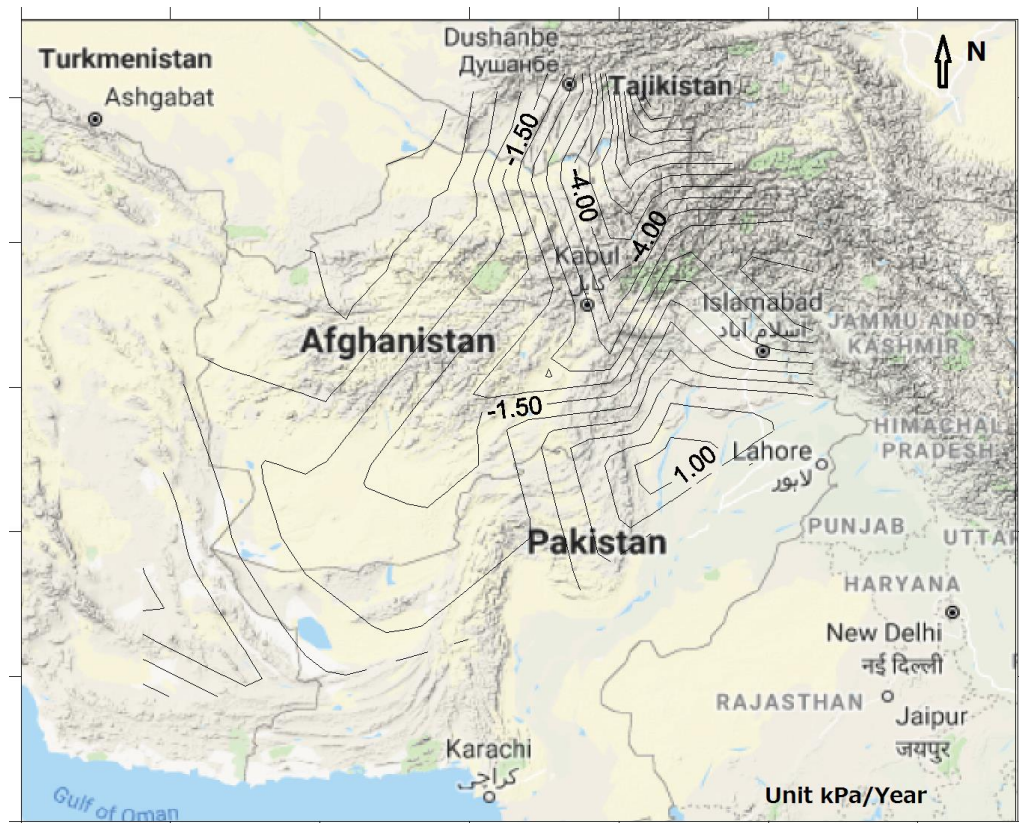 Dushanbe
Душанбе
N
Turkmenistan
Tajikistan
Ashgabat
-1.50
-4.00
-4.00
Kabul
کابل
Islamabad
اسلام آباد
JAMMU AND
KASHMIR
Afghanistan
-1.50
HIMACHAL
PRADESH
1.00
Lahore
لاہور
Pakistan
PUNJAB
UTTAR
HARYANA
New Delhi
नई दिल्ली
RAJASTHAN
Jaipur
जयपुर
Karachi
كراچى
Gulf of Oman
Unit kPa/Year